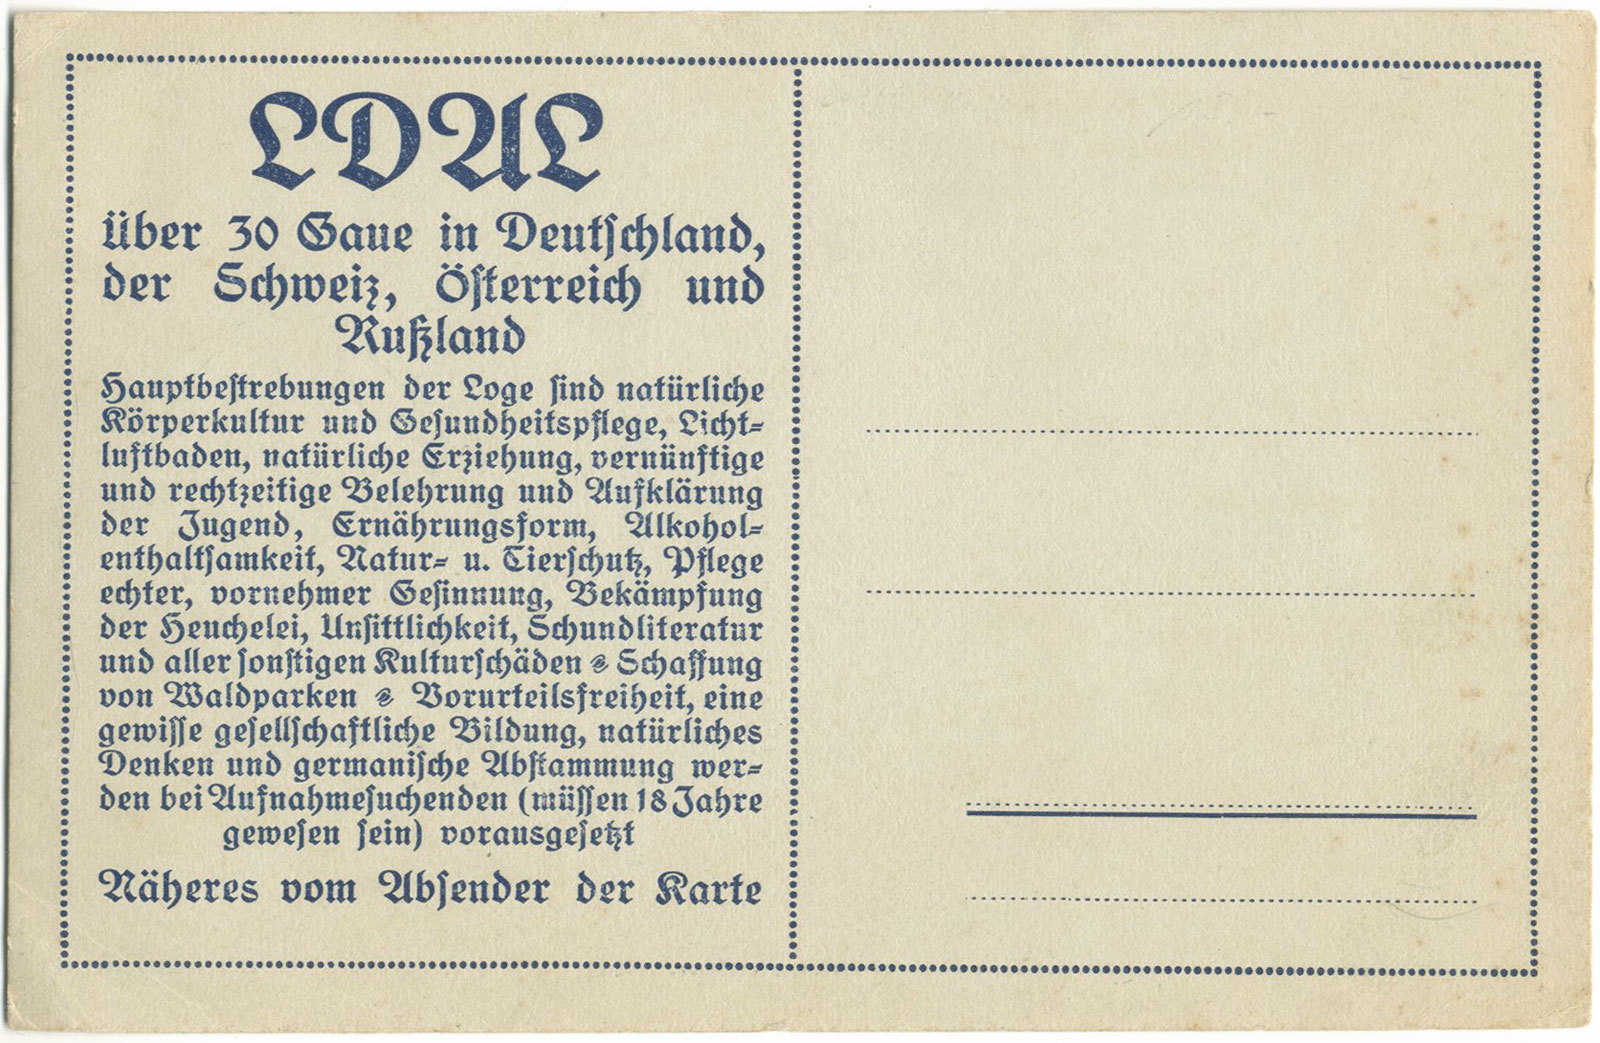 LDAL
über 30 Gaue in Deutschland,
der Schweiz, Österreich und
Rußland
Hauptbestrebungen der Loge sind natürliche
Körperkultur und Gesundheitspflege, Licht-
luftbaden, natürliche Erziehung, vernünftige
und rechtzeitige Belehrung und Aufklärung
der Jugend, Ernährungsform, Alkohol-
enthaltsamkeit, Natur- u. Tierschutz, Pflege
echter, vornehmer Gesinnung, Bekämpfung
der Heuchelei, Unsittlichkeit, Schundliteratur
und aller sonstigen Kulturschäden Schaffung
von Waldparken Vorurteilsfreiheit, eine
gewisse gesellschaftliche Bildung, natürliches
Denken und germanische Abstammung wer-
den bei Aufnahmesuchenden (müssen 18 Jahre
gewesen sein) vorausgesetzt
Näheres vom Absender der Karte